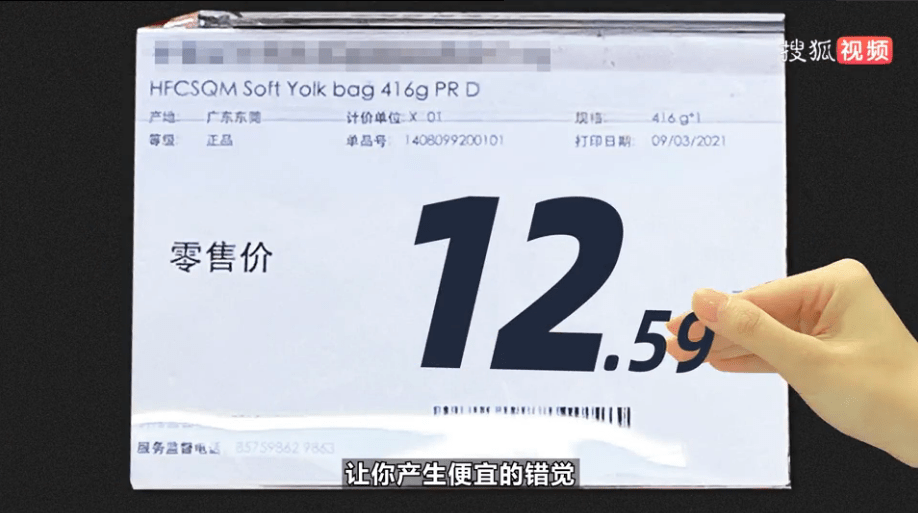 搜狐视频
HFCSQM Soft Yolk bag 416g PR D
产地: 广东东莞 计价单位: X 01 规格: 416 g*1
等级: 正品 单品号: 1408099200101 打印日期: 09/03/2021
零售价
12.59
服务监督电话 85759862 9863
让你产生便宜的错觉